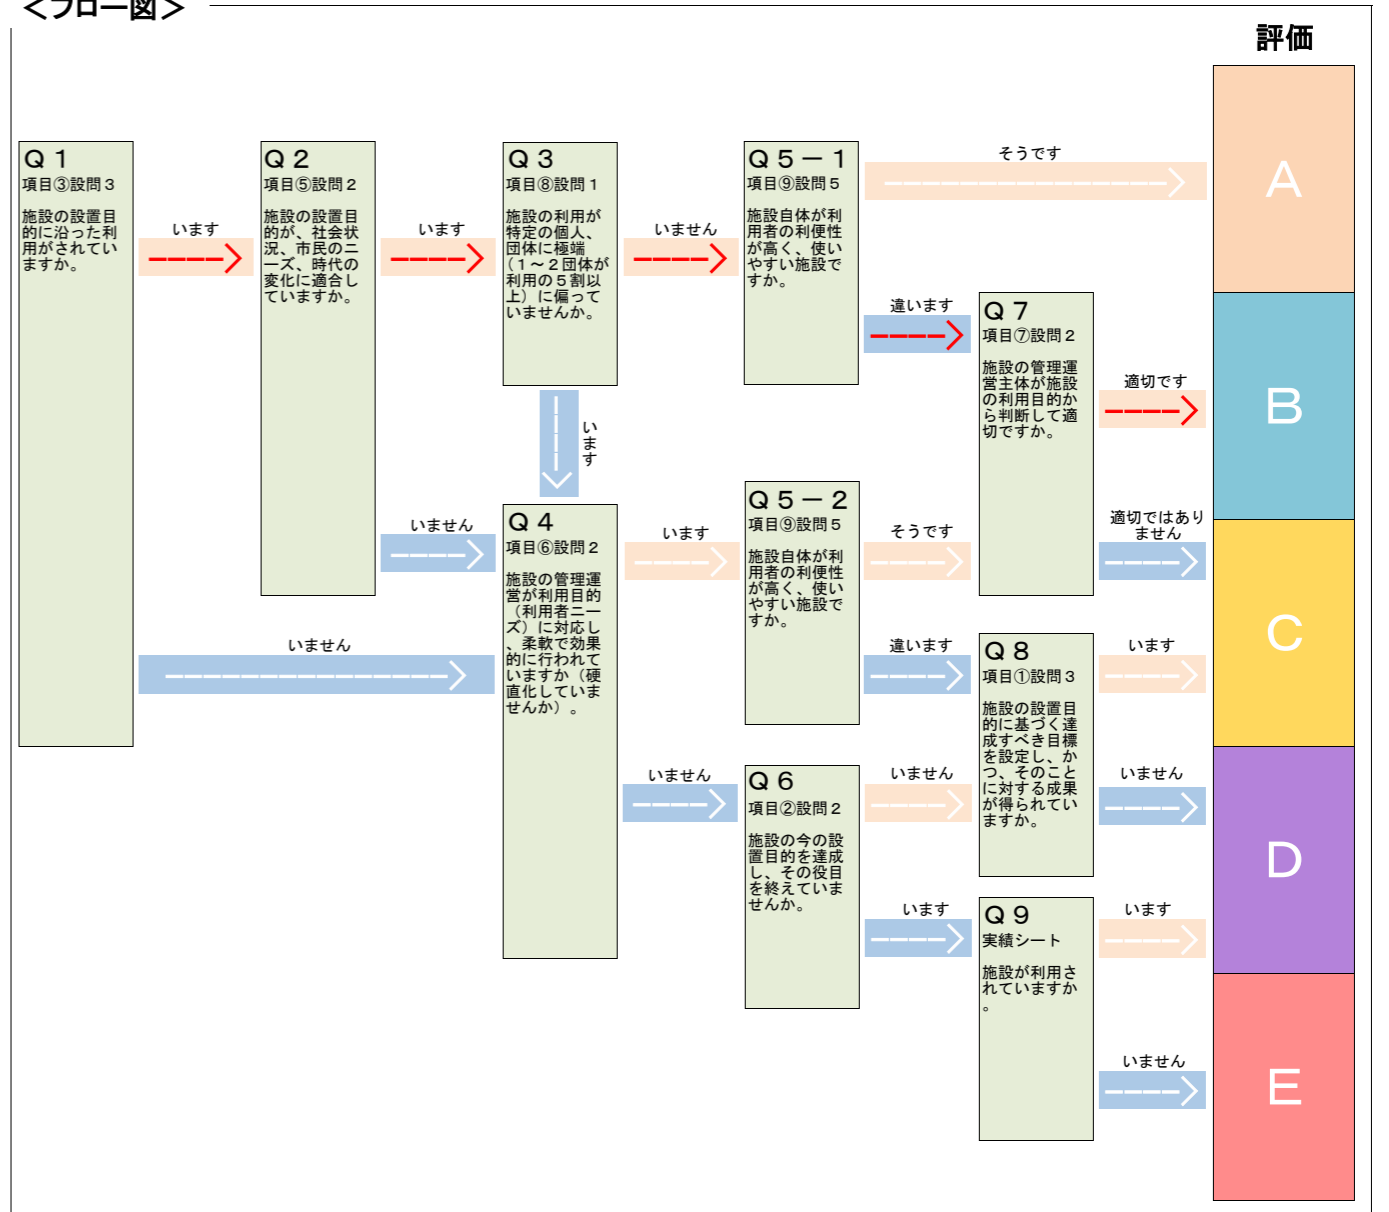 <フロー図>
評価
Q1
項目③設問3
施設の設置目
的に沿った利
用がされてい
ますか。
います
いません
Q2
項目⑤設問2
施設の設置目
的が、社会状
況、市民のニ
ーズ、時代の
変化に適合し
ていますか。
います
いません
Q3
項目⑧設問1
施設の利用が
特定の個人、
団体に極端
(1~2団体が
利用の5割以
上)に偏って
いませんか。
いません
います
Q4
項目⑥設問2
施設の管理運
営が利用目的
(利用者ニー
ズ)に対応し
、柔軟で効果
的に行われて
いますか(硬
直化していま
せんか)。
います
いません
Q5-1
項目⑨設問5
施設自体が利
用者の利便性
が高く、使い
やすい施設で
すか。
そうです
違います
Q5-2
項目⑨設問5
施設自体が利
用者の利便性
が高く、使い
やすい施設で
すか。
そうです
違います
Q6
項目②設問2
施設の今の設
置目的を達成
し、その役目
を終えていま
せんか。
いません
います
Q7
項目⑦設問2
施設の管理運
営主体が施設
の利用目的か
ら判断して適
切ですか。
適切です
適切ではあり
ません
Q8
項目①設問3
施設の設置目
的に基づく達
成すべき目標
を設定し、か
つ、そのこと
に対する成果
が得られてい
ますか。
います
いません
Q9
実績シート
施設が利用さ
れていますか
。
います
いません
A
B
C
D
E